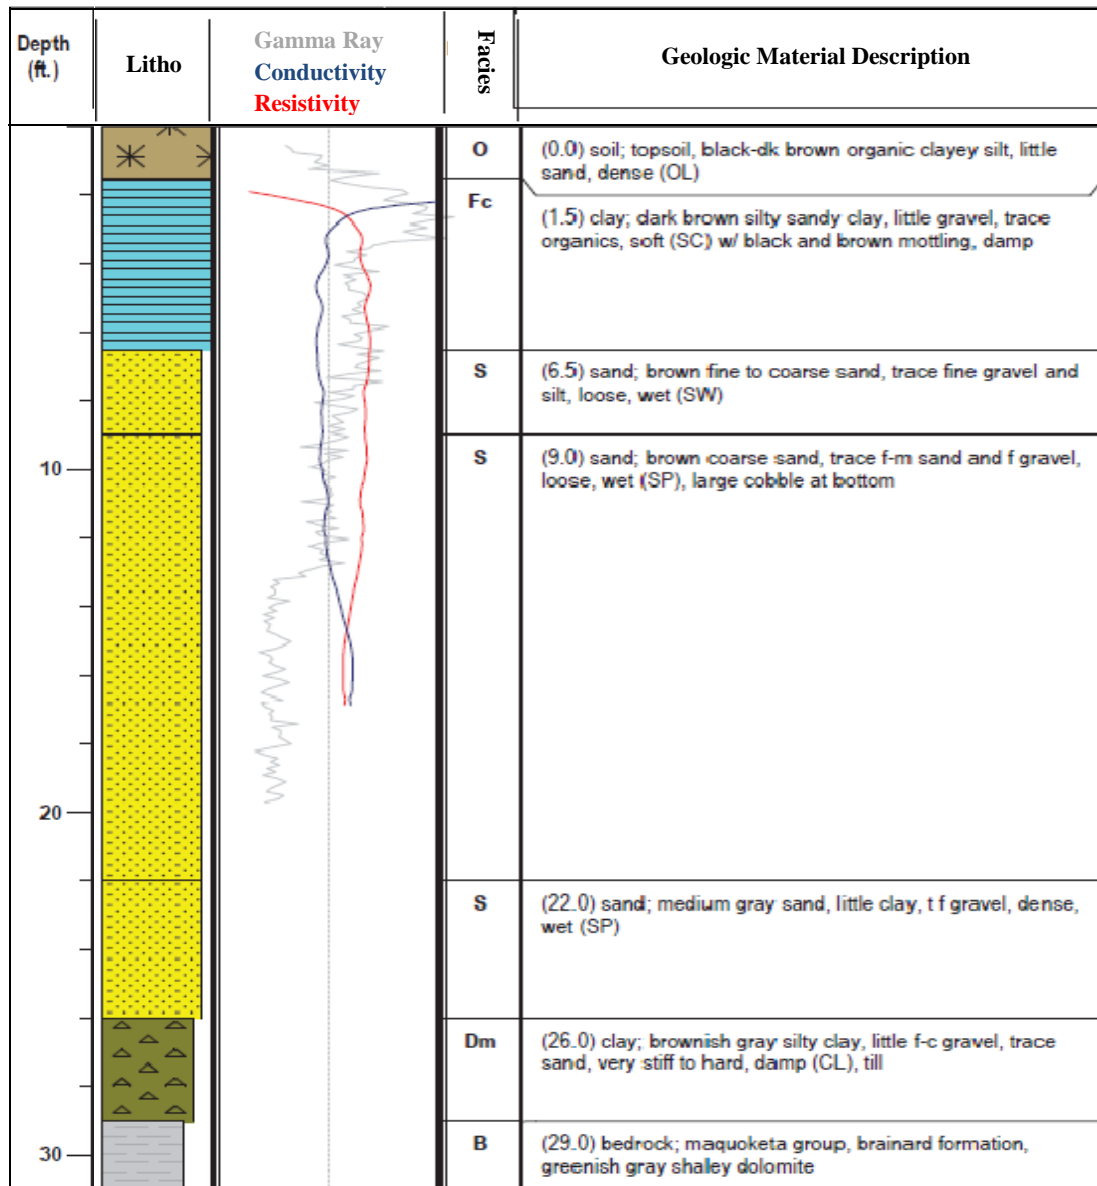 Depth
(ft.)
Litho
Gamma Ray
Conductivity
Resistivity
Facies
Geologic Material Description
O
(0.0) soil; topsoil, black-dk brown organic clayey silt, little
sand, dense (OL)
Fc
(1.5) clay; dark brown silty sandy clay, little gravel, trace
organics, soft (SC) w/ black and brown mottling, damp
S
(6.5) sand; brown fine to coarse sand, trace fine gravel and
silt, loose, wet (SW)
10
S
(9.0) sand; brown coarse sand, trace f-m sand and f gravel,
loose, wet (SP), large cobble at bottom
20
S
(22.0) sand; medium gray sand, little clay, t f gravel, dense,
wet (SP)
Dm
(26.0) clay; brownish gray silty clay, little f-c gravel, trace
sand, very stiff to hard, damp (CL), till
30
B
(29.0) bedrock; maquoketa group, brainard formation,
greenish gray shaley dolomite